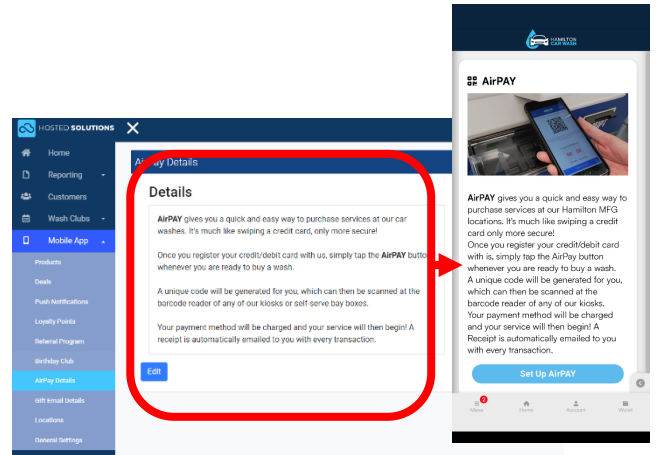 HAMILTON
CAR WASH
AirPAY
HOSTED SOLUTIONS
Home
Reporting
Customers
Wash Clubs
Mobile App
Products
Deals
Push Notifications
Loyalty Points
Referral Program
Birthday Club
AirPay Details
Gift Email Details
Locations
General Settings
AirPay Details
Details
AirPAY gives you a quick and easy way to purchase services at our car
washes. It's much like swiping a credit card, only more secure!
Once you register your credit/debit card with us, simply tap the AirPAY button
whenever you are ready to buy a wash.
A unique code will be generated for you, which can then be scanned at the
barcode reader of any of our kiosks or self-serve bay boxes.
Your payment method will be charged and your service will then begin! A
receipt is automatically emailed to you with every transaction.
Edit
AirPAY gives you a quick and easy way to
purchase services at our Hamilton MFG
locations. It's much like swiping a credit
card only more secure!
Once you register your credit/debit card
with is, simply tap the AirPay button
whenever you are ready to buy a wash.
A unique code will be generated for you,
which can then be scanned at the
barcode reader of any of our kiosks.
Your payment method will be charged
and your service will then begin! A
Receipt is automatically emailed to you
with every transaction.
Set Up AirPAY
2
Menu
Home
Account
Wallet